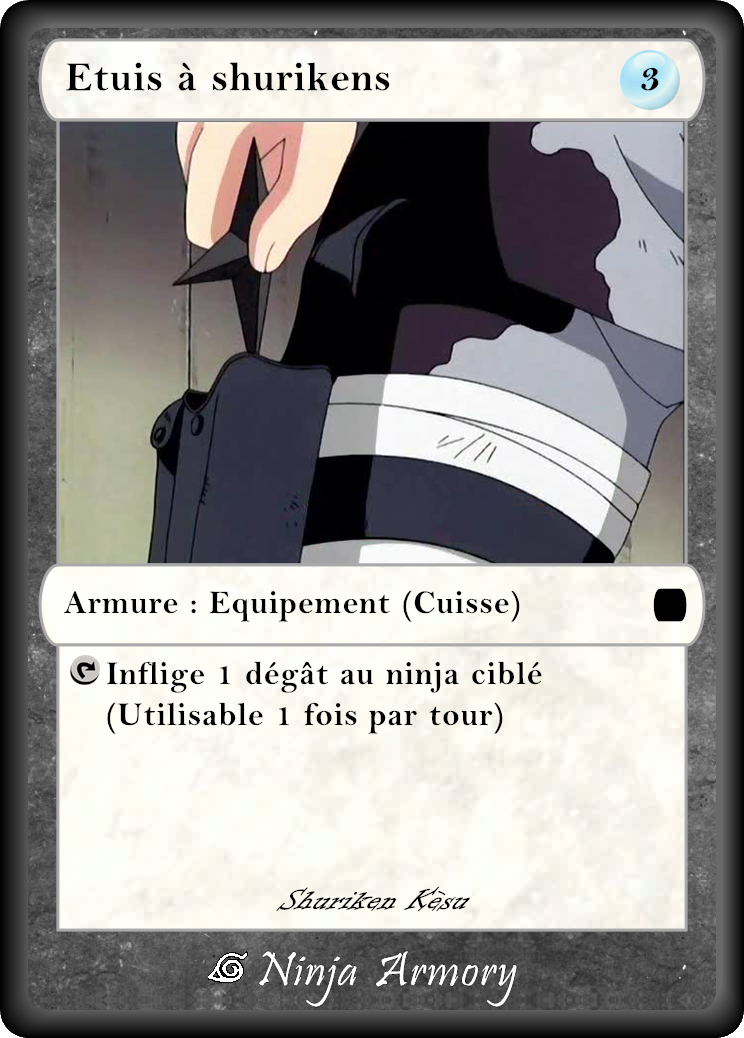 Etuis à shurikens
3
Armure : Equipement (Cuisse)
Inflige 1 dégât au ninja ciblé
(Utilisable 1 fois par tour)
Shuriken Kèsu
Ninja Armory